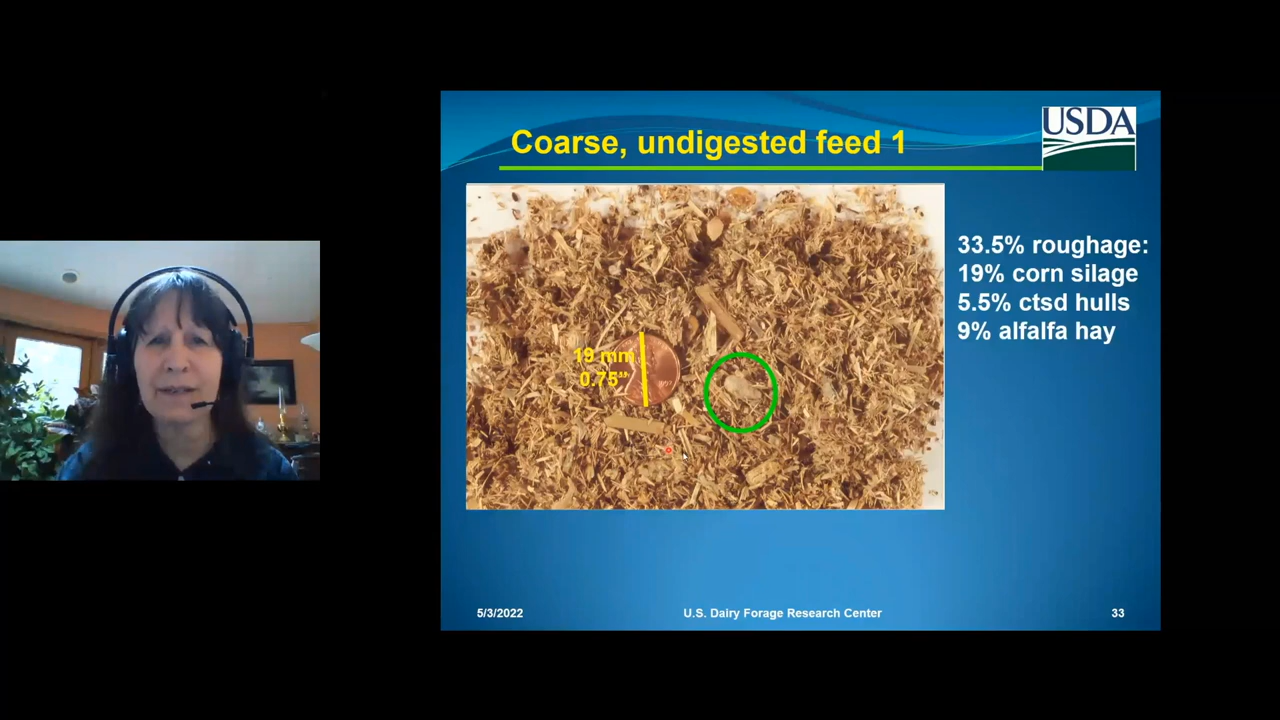 Coarse, undigested feed 1
USDA
33.5% roughage:
19% corn silage
5.5% ctsd hulls
9% alfalfa hay
19 mm
0.75”
5/3/2022
U.S. Dairy Forage Research Center
33